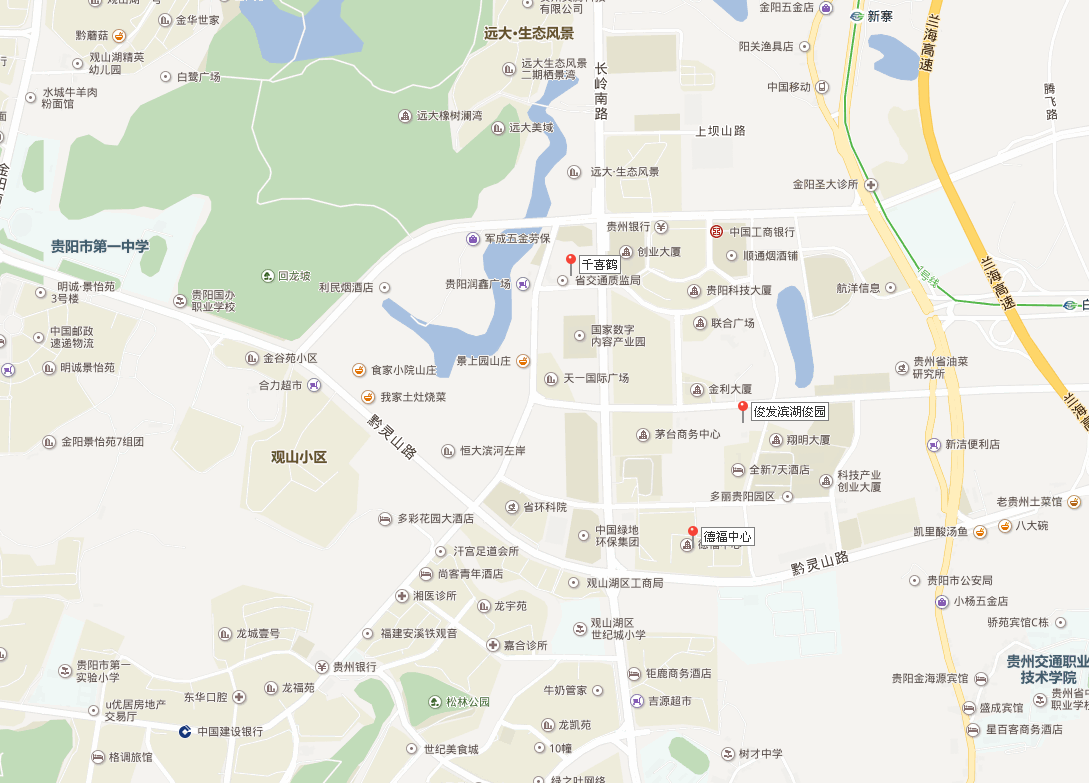 有限公司
金华世家
黔蘑菇
观山湖精英
幼儿园
白鹭广场
水城牛羊肉
粉面馆
远大·生态风景
远大生态风景
二期栖景湾
远大橡树澜湾
远大美域
长岭南路
远大·生态风景
金阳五金店
新寨
阳关渔具店
中国移动
兰海高速
腾飞路
上坝山路
金阳圣大诊所
贵阳市第一中学
明诚·景怡苑
3号楼
贵阳国办
职业学校
回龙坡
利民烟酒店
军成五金劳保
贵阳润鑫广场
千喜鹤
省交通质监局
贵州银行
创业大厦
中国工商银行
顺通烟酒铺
贵阳科技大厦
航洋信息
1号线
兰海高速
联合广场
国家数字
内容产业园
中国邮政
速递物流
明诚景怡苑
金谷苑小区
合力超市
食家小院山庄
我家土灶烧菜
景上园山庄
天一国际广场
金利大厦
俊发滨湖俊园
贵州省油菜
研究所
兰海高速
黔灵山路
金阳景怡苑7组团
观山小区
恒大滨河左岸
茅台商务中心
翔明大厦
新洁便利店
全新7天酒店
科技产业
创业大厦
多丽贵阳园区
老贵州土菜馆
八大碗
凯里酸汤鱼
多彩花园大酒店
省环科院
中国绿地
环保集团
德福中心
汗宫足道会所
尚客青年酒店
湘医诊所
观山湖区工商局
黔灵山路
贵阳市公安局
小杨五金店
骄苑宾馆C栋
龙宇苑
龙城壹号
福建安溪铁观音
嘉合诊所
观山湖区
世纪城小学
贵阳市第一
实验小学
贵州银行
龙福苑
东华口腔
u优居房地产
交易厅
中国建设银行
格调旅馆
松林公园
牛奶管家
钜鹿商务酒店
吉源超市
龙凯苑
世纪美食城
10幢
绿之叶网络
树才中学
贵州交通职业
技术学院
贵阳金海源宾馆
贵州省
职业学校
盛成宾馆
星百客商务酒店